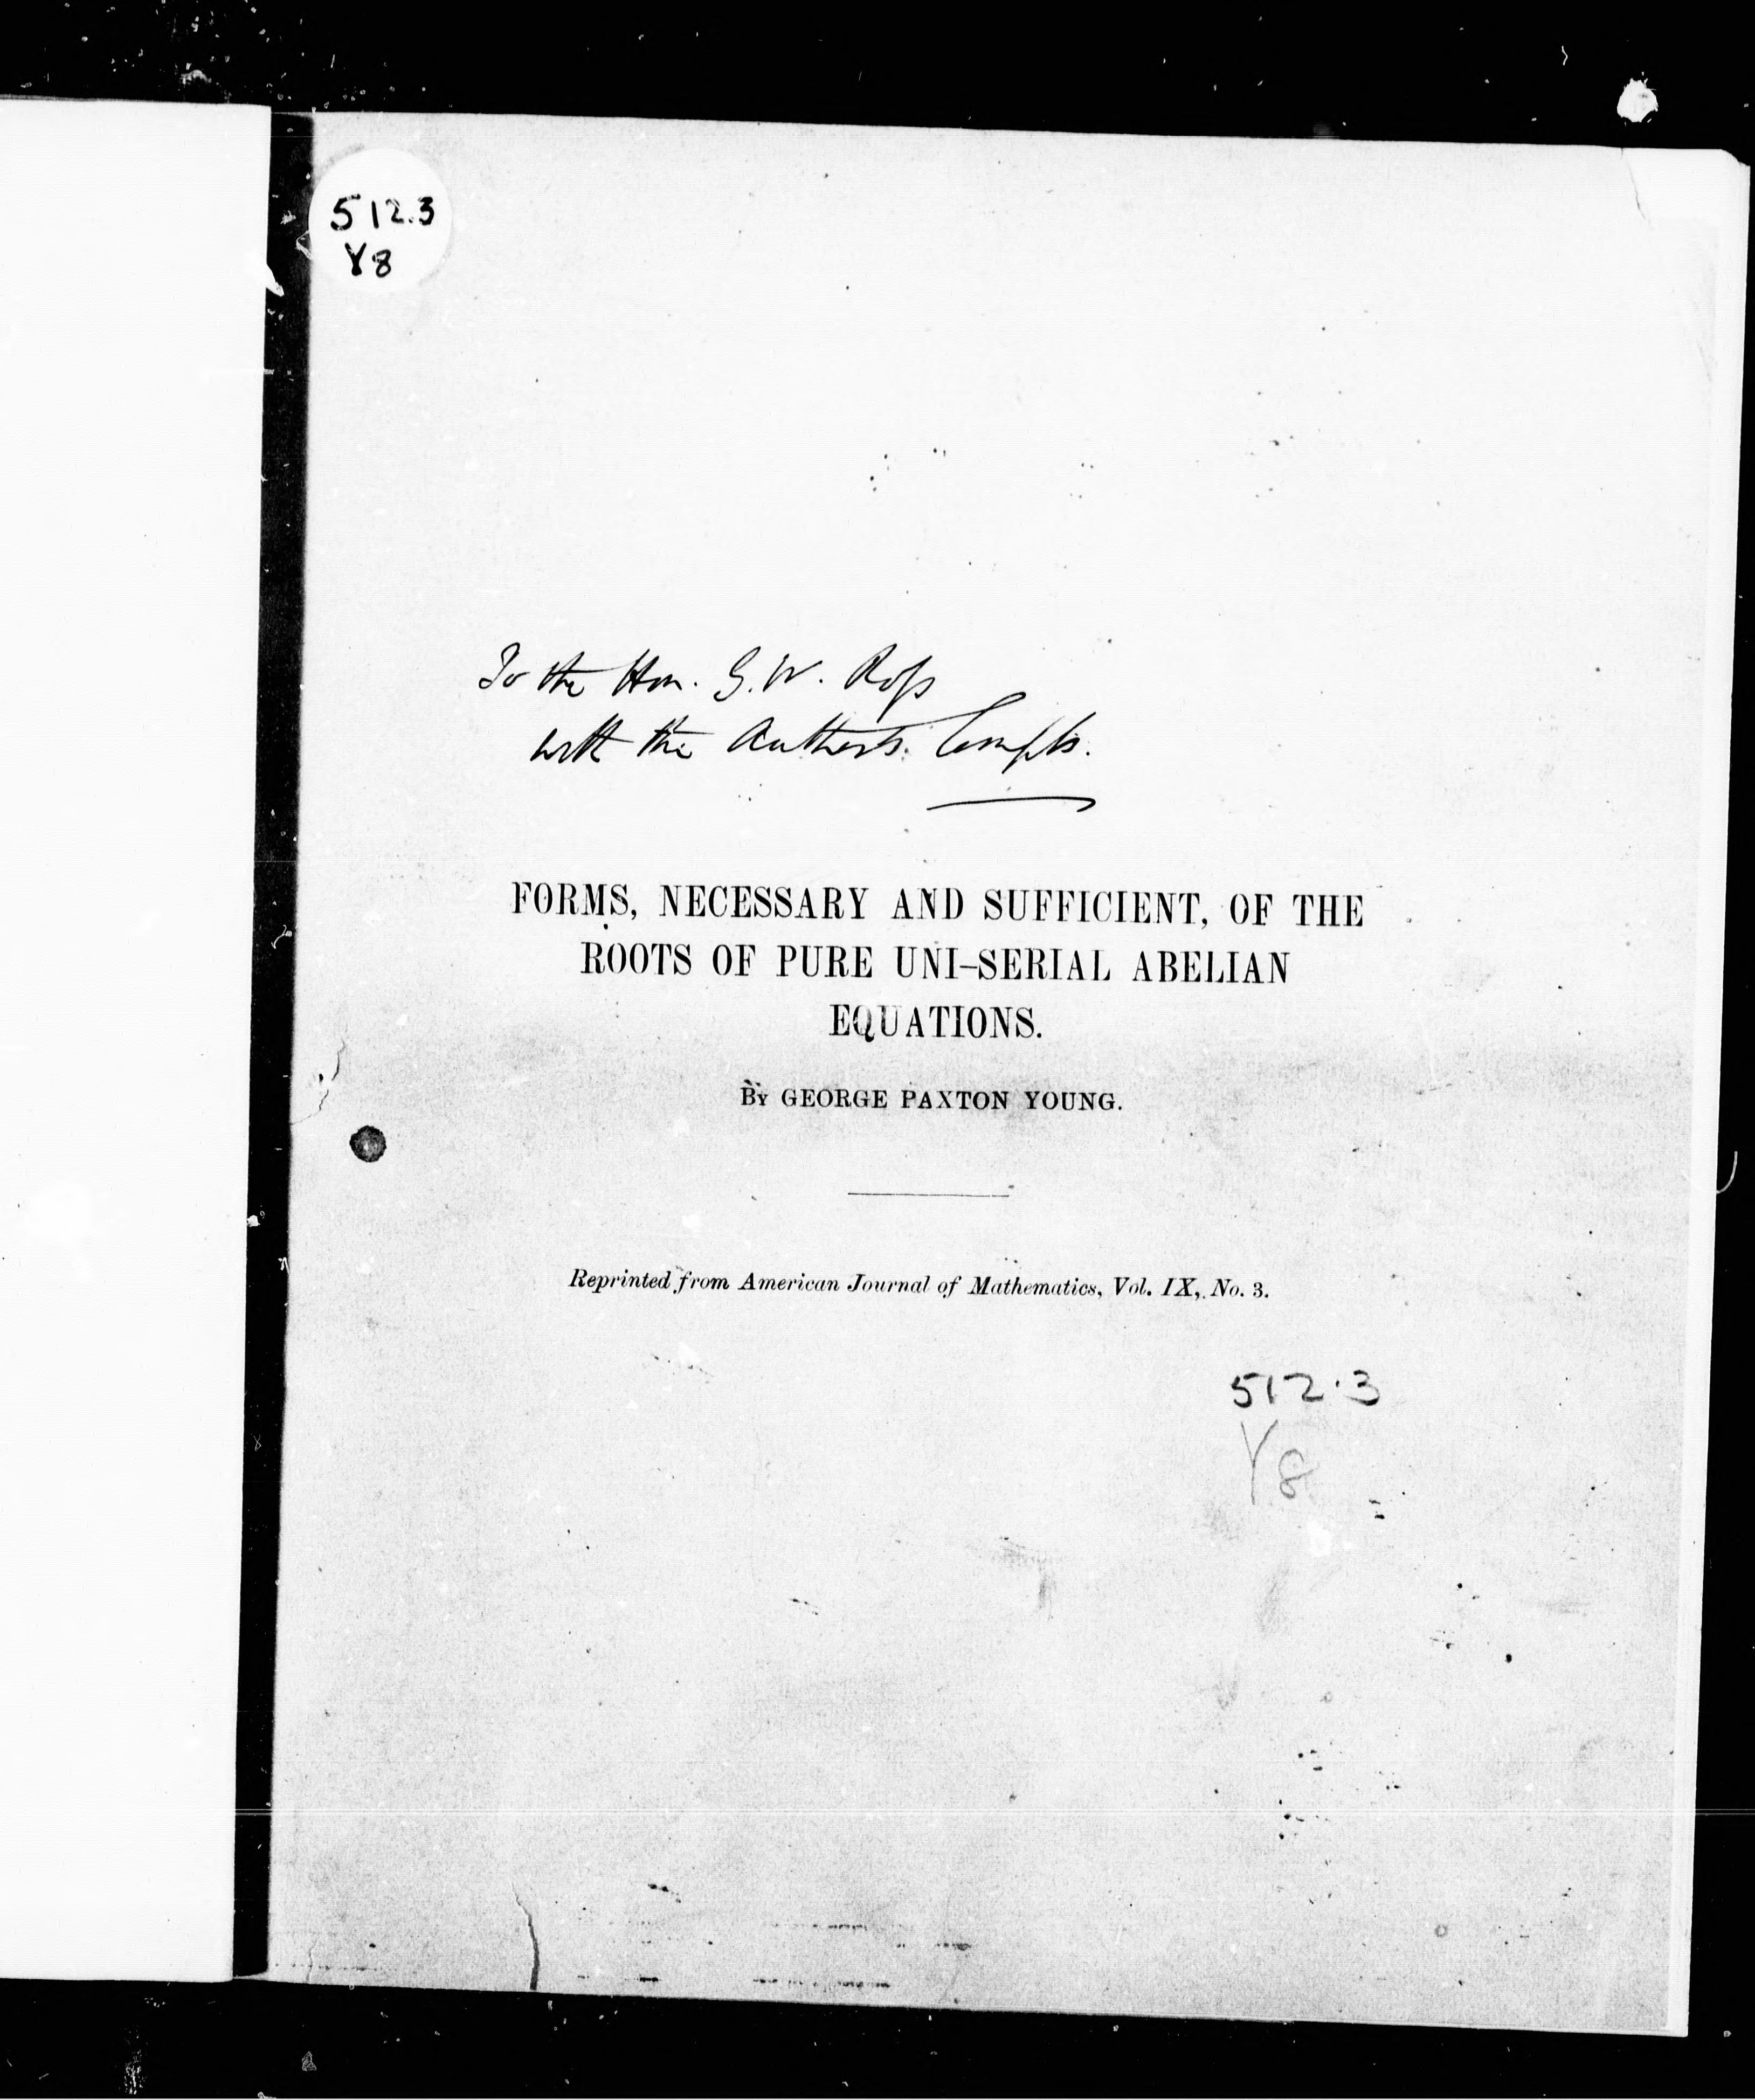 512.3
Y8
To the Hon. G. W. Ross
with the Author's Complts.
FORMS, NECESSARY AND SUFFICIENT, OF THE
ROOTS OF PURE UNI-SERIAL ABELIAN
EQUATIONS.
BY GEORGE PAXTON YOUNG.
Reprinted from American Journal of Mathematics, Vol. IX, No. 3.
512.3
Y8